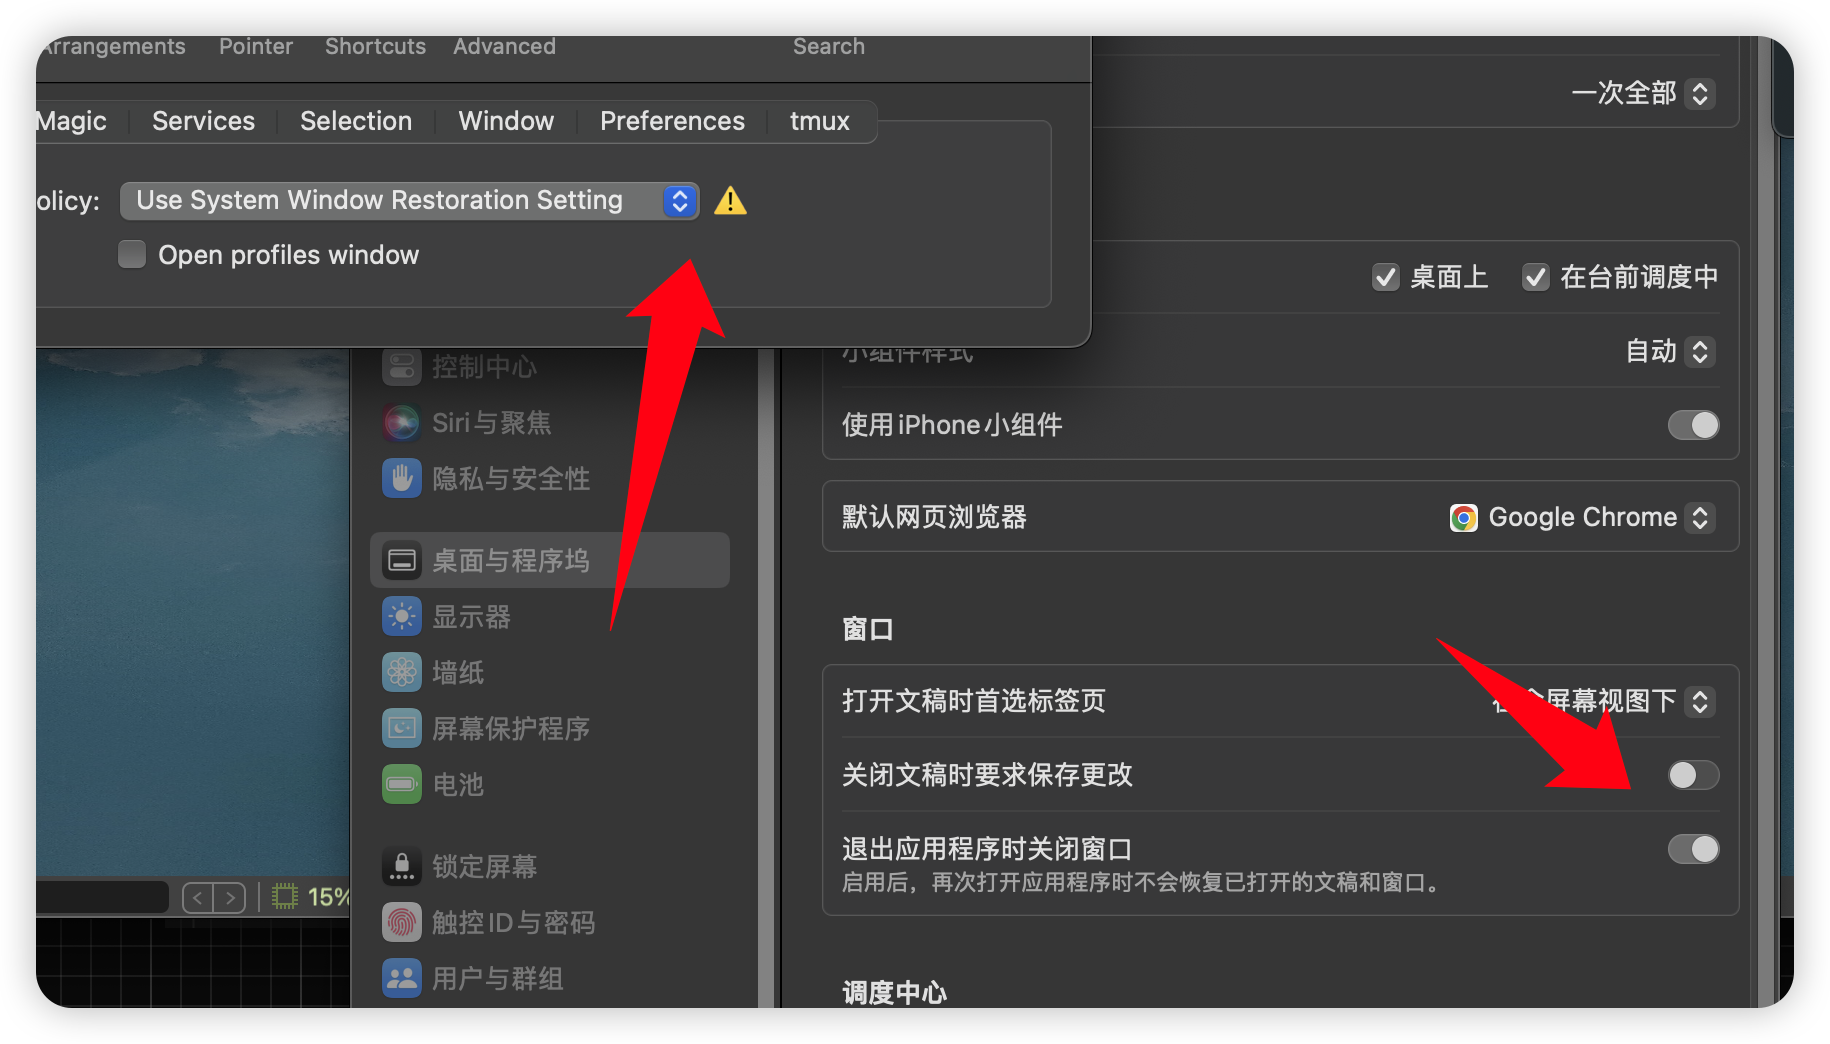 Arrangements Pointer Shortcuts Advanced Search
Magic Services Selection Window Preferences tmux
olicy: Use System Window Restoration Setting
Open profiles window
控制中心
Siri与聚焦
隐私与安全性
桌面与程序坞
显示器
墙纸
屏幕保护程序
电池
锁定屏幕
触控ID与密码
用户与群组
15%
一次全部
桌面上 在台前调度中
小组件样式 自动
使用iPhone小组件
默认网页浏览器 Google Chrome
窗口
打开文稿时首选标签页 屏幕视图下
关闭文稿时要求保存更改
退出应用程序时关闭窗口
启用后，再次打开应用程序时不会恢复已打开的文稿和窗口。
调度中心